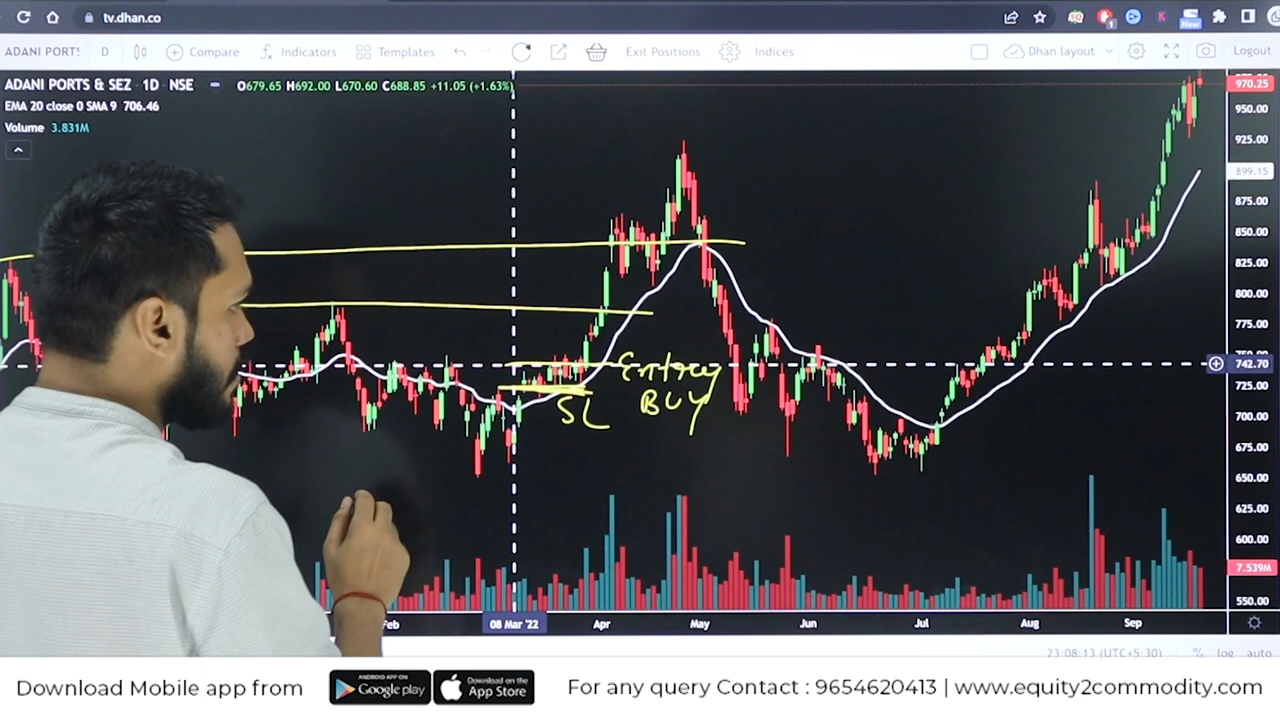 tv.dhan.co
New
1
ADANI PORTS D Compare Indicators Templates Exit Positions Indices Dhan layout Logout
ADANI PORTS & SEZ 1D NSE O679.65 H692.00 L670.60 C688.85 +11.05 (+1.63%)
EMA 20 close 0 SMA 9 706.46
Volume 3.831M
970.25
950.00
925.00
899.15
875.00
850.00
825.00
800.00
775.00
742.70
725.00
700.00
675.00
650.00
625.00
600.00
7.539M
550.00
Entry
SL BUY
Feb 08 Mar '22 Apr May Jun Jul Aug Sep
23:08:13 (UTC+5:30) % log auto
Download Mobile app from ANDROID APP ON Google play Download on the App Store For any query Contact : 9654620413 | www.equity2commodity.com